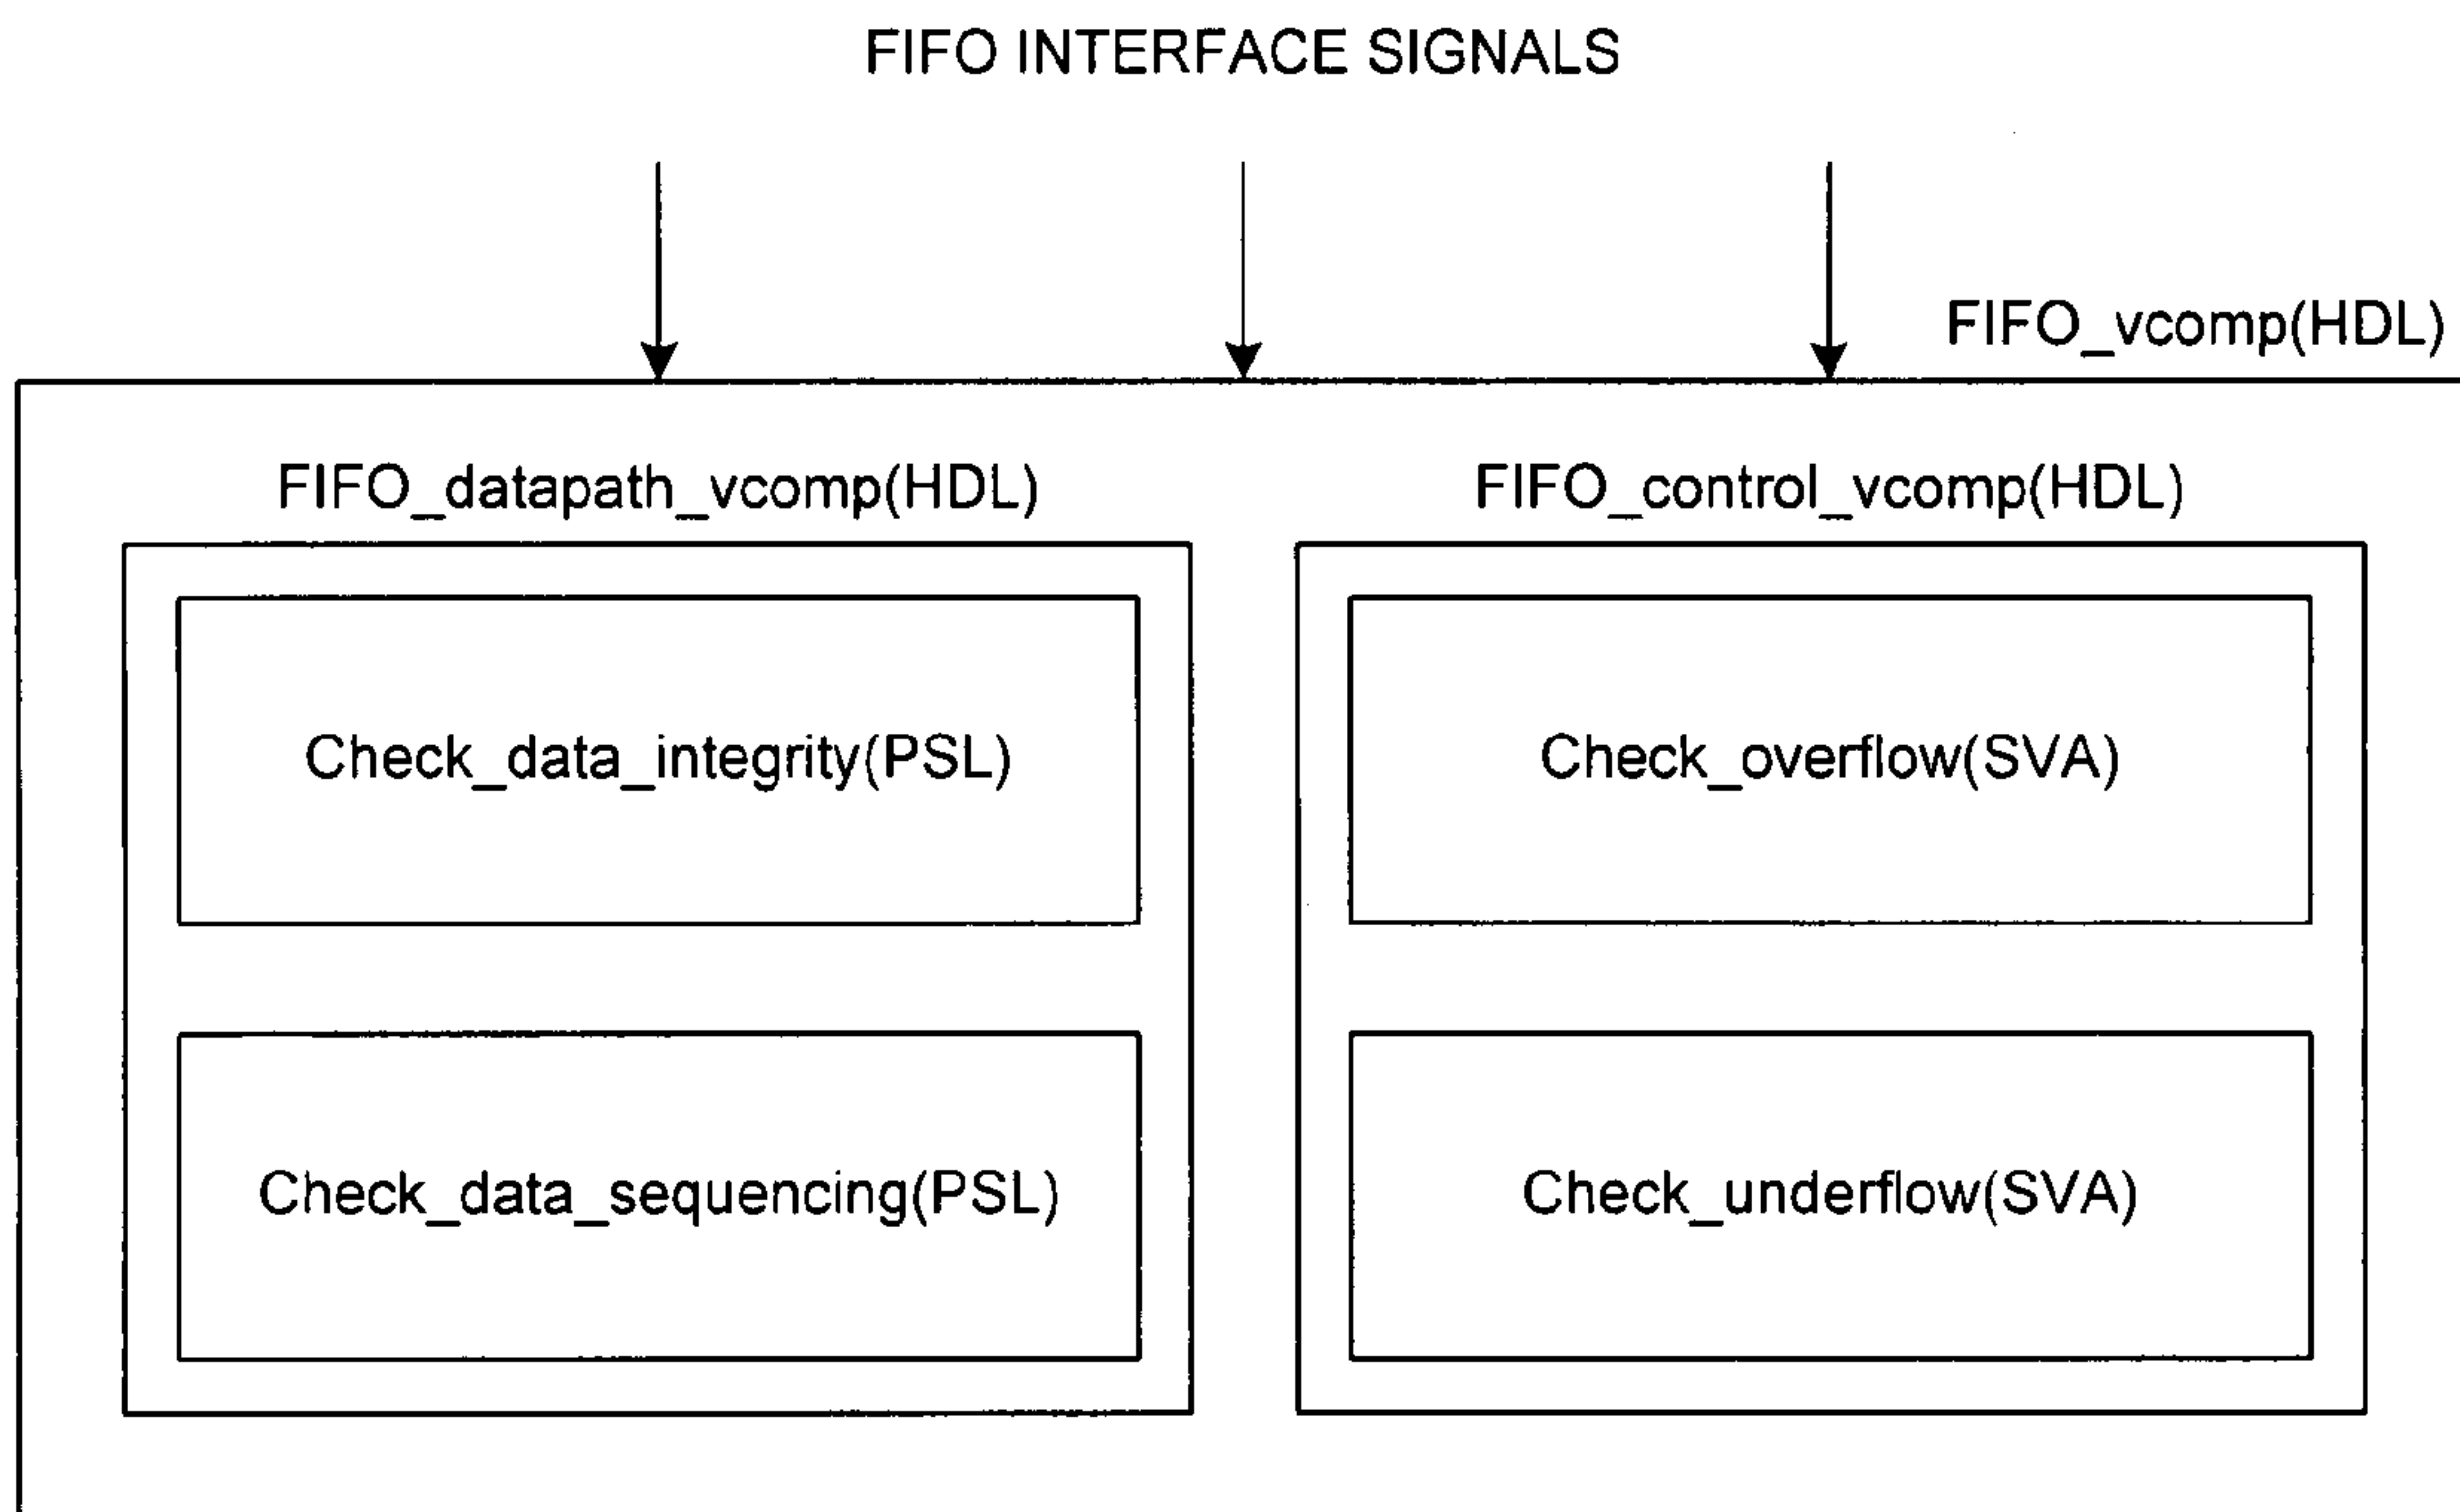 FIFO INTERFACE SIGNALS
FIFO_vcomp(HDL)
FIFO_datapath_vcomp(HDL)
FIFO_control_vcomp(HDL)
Check_data_integrity(PSL)
Check_overflow(SVA)
Check_data_sequencing(PSL)
Check_underflow(SVA)